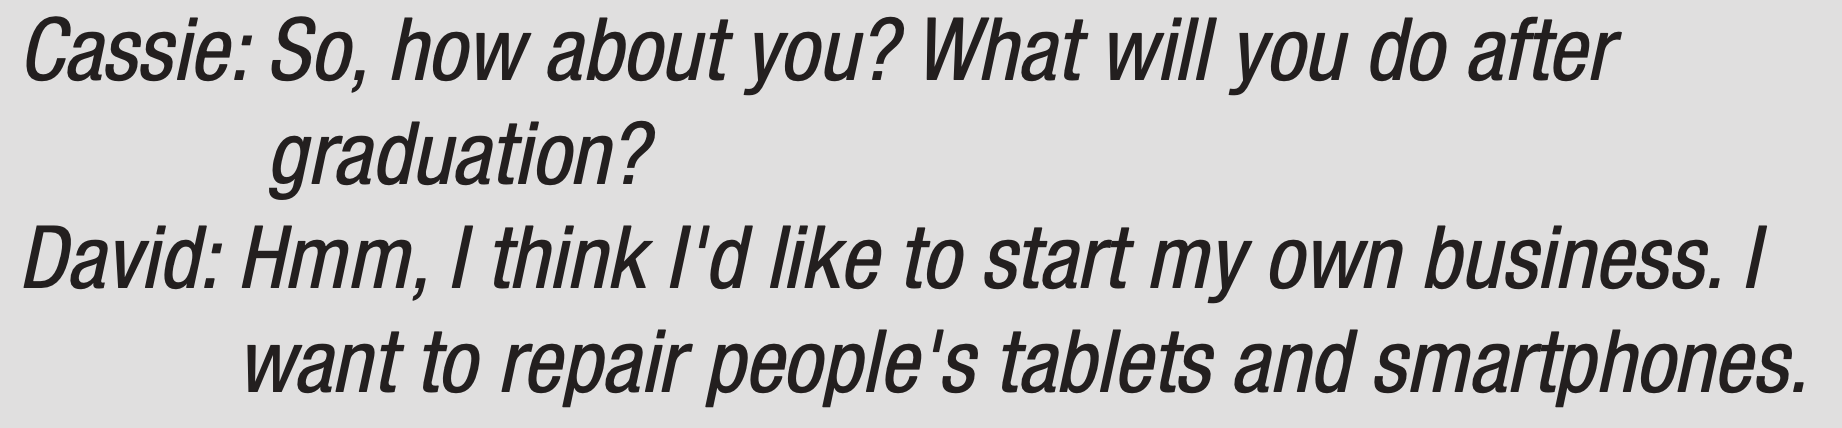 Cassie: So, how about you? What will you do after
graduation?
David: Hmm, I think I'd like to start my own business. I
want to repair people's tablets and smartphones.